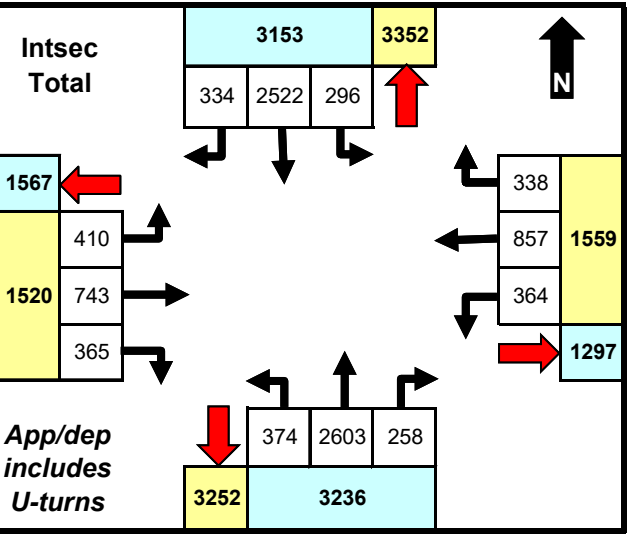 Intsec
Total
3153 3352
334 2522 296
N
1567
1520
410
743
365
338
857
364
1559
1297
App/dep
includes
U-turns
374 2603 258
3252 3236